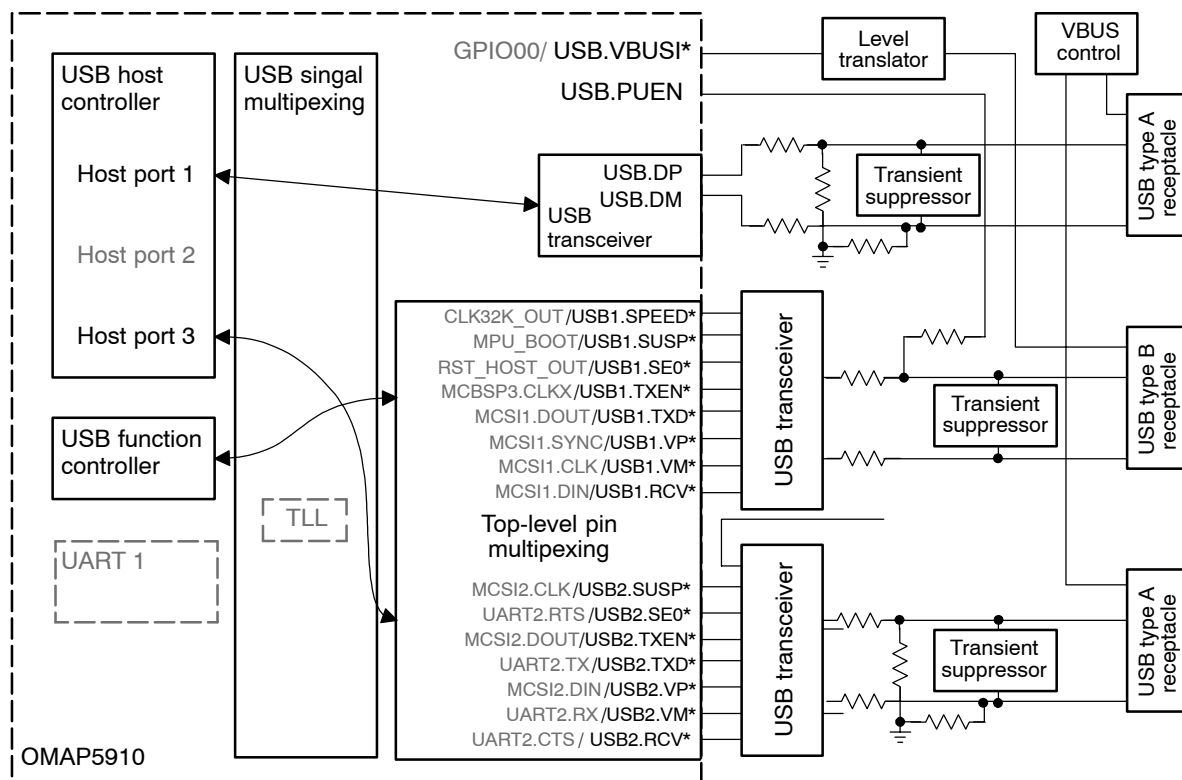 GPIO00/ USB.VBUSI*
Level
translator
VBUS
control
USB host
controller
USB singal
multipexing
USB.PUEN
Host port 1
Host port 2
Host port 3
USB.DP
USB.DM
USB
transceiver
Transient
suppressor
USB type A
receptacle
CLK32K_OUT/USB1.SPEED*
MPU_BOOT/USB1.SUSP*
RST_HOST_OUT/USB1.SE0*
MCBSP3.CLKX/USB1.TXEN*
MCSI1.DOUT/USB1.TXD*
MCSI1.SYNC/USB1.VP*
MCSI1.CLK/USB1.VM*
MCSI1.DIN/USB1.RCV*
USB transceiver
Transient
suppressor
USB type B
receptacle
USB function
controller
TLL
UART 1
Top-level pin
multipexing
MCSI2.CLK/USB2.SUSP*
UART2.RTS/USB2.SE0*
MCSI2.DOUT/USB2.TXEN*
UART2.TX/USB2.TXD*
MCSI2.DIN/USB2.VP*
UART2.RX/USB2.VM*
UART2.CTS/ USB2.RCV*
USB transceiver
Transient
suppressor
USB type A
receptacle
OMAP5910